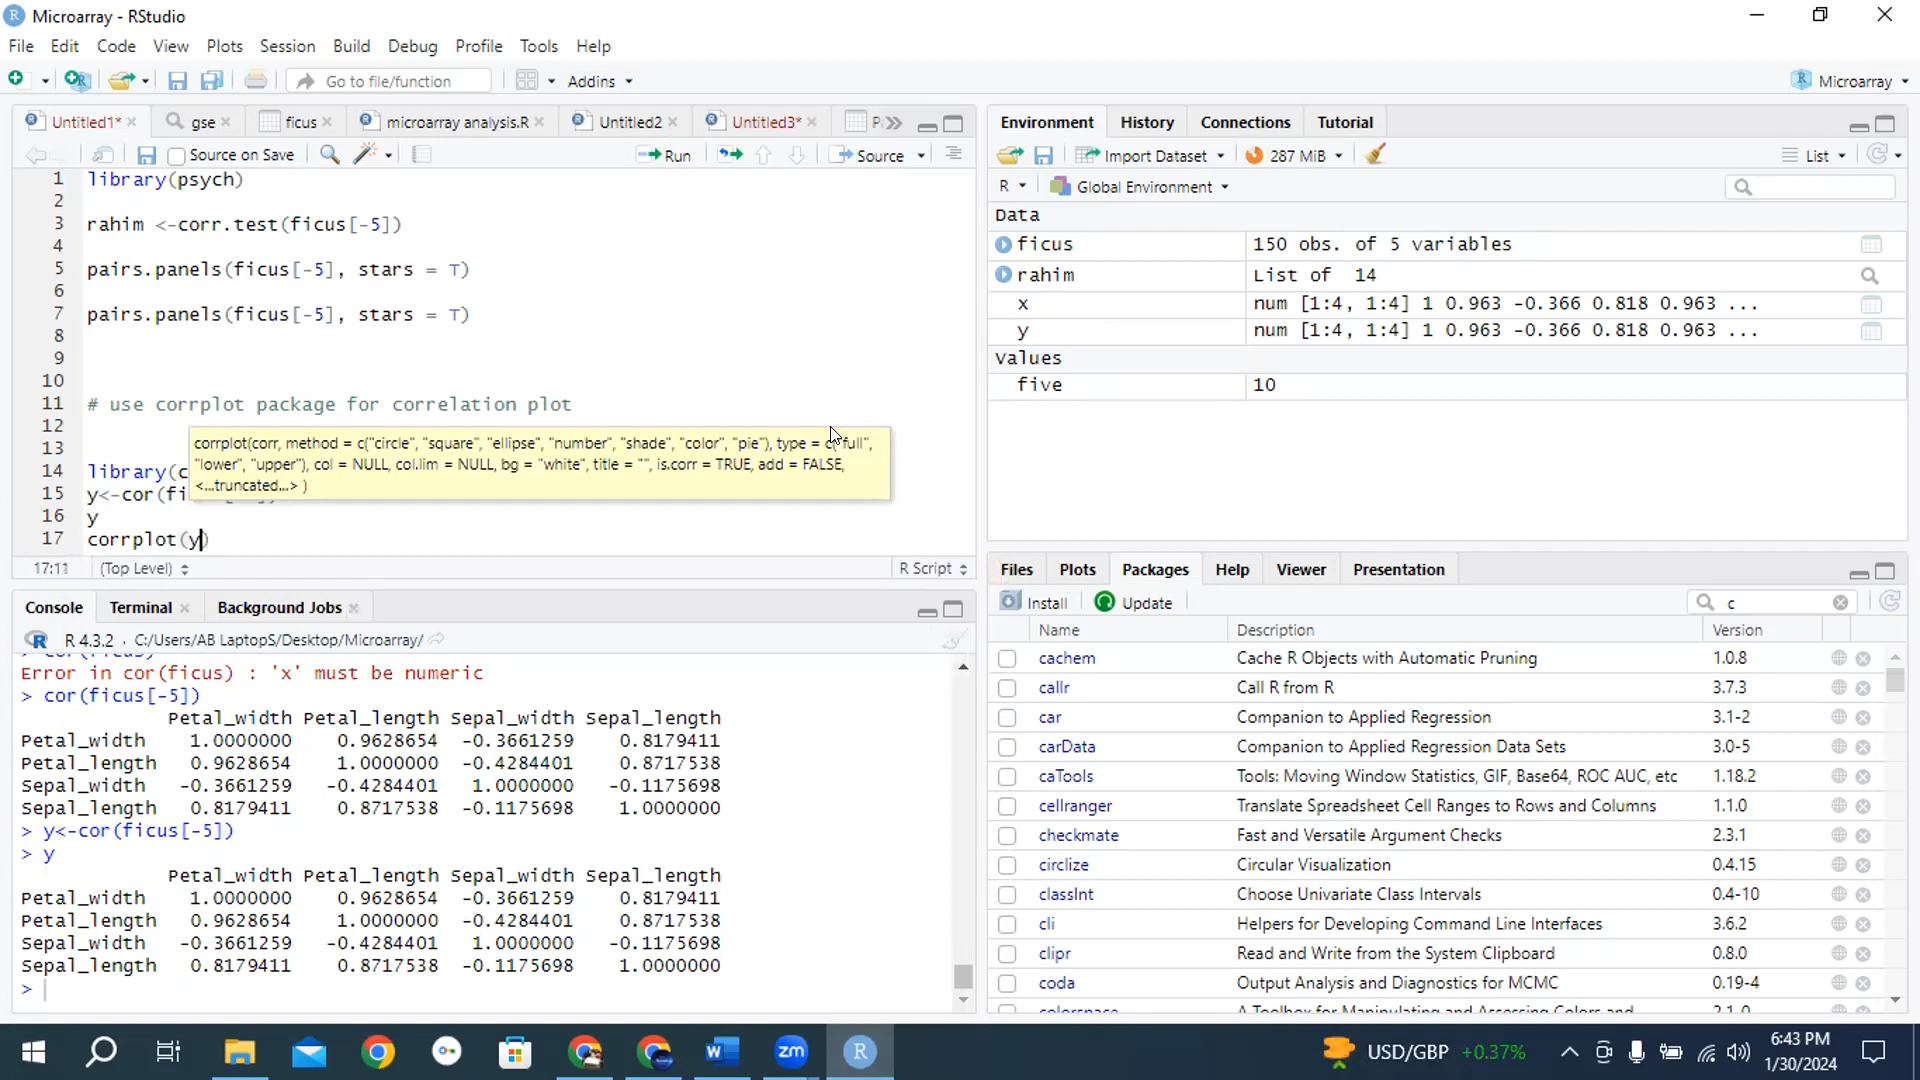 Microarray - RStudio
File Edit Code View Plots Session Build Debug Profile Tools Help
Go to file/function Addins Microarray
Untitled1* gse ficus microarray analysis.R Untitled2 Untitled3*
Source on Save Run Source
1 library(psych)
2
3 rahim <-corr.test(ficus[-5])
4
5 pairs.panels(ficus[-5], stars = T)
6
7 pairs.panels(ficus[-5], stars = T)
8
9
10
11 # use corrplot package for correlation plot
12
13
corrplot(corr, method = c("circle", "square", "ellipse", "number", "shade", "color", "pie"), type = c("full",
"lower", "upper"), col = NULL, col.lim = NULL, bg = "white", title = "", is.corr = TRUE, add = FALSE,
<...truncated...> )
14 library(c
15 y<-cor(fi
16 y
17 corrplot(y)
17:11 (Top Level) R Script
Console Terminal Background Jobs
R 4.3.2 · C:/Users/AB LaptopS/Desktop/Microarray/
Error in cor(ficus) : 'x' must be numeric
> cor(ficus[-5])
Petal_width Petal_length Sepal_width Sepal_length
Petal_width 1.0000000 0.9628654 -0.3661259 0.8179411
Petal_length 0.9628654 1.0000000 -0.4284401 0.8717538
Sepal_width -0.3661259 -0.4284401 1.0000000 -0.1175698
Sepal_length 0.8179411 0.8717538 -0.1175698 1.0000000
> y<-cor(ficus[-5])
> y
Petal_width Petal_length Sepal_width Sepal_length
Petal_width 1.0000000 0.9628654 -0.3661259 0.8179411
Petal_length 0.9628654 1.0000000 -0.4284401 0.8717538
Sepal_width -0.3661259 -0.4284401 1.0000000 -0.1175698
Sepal_length 0.8179411 0.8717538 -0.1175698 1.0000000
>
Environment History Connections Tutorial
Import Dataset 287 MiB List
R Global Environment
Data
ficus 150 obs. of 5 variables
rahim List of 14
x num [1:4, 1:4] 1 0.963 -0.366 0.818 0.963 ...
y num [1:4, 1:4] 1 0.963 -0.366 0.818 0.963 ...
Values
five 10
Files Plots Packages Help Viewer Presentation
Install Update c
Name Description Version
cachem Cache R Objects with Automatic Pruning 1.0.8
callr Call R from R 3.7.3
car Companion to Applied Regression 3.1-2
carData Companion to Applied Regression Data Sets 3.0-5
caTools Tools: Moving Window Statistics, GIF, Base64, ROC AUC, etc 1.18.2
cellranger Translate Spreadsheet Cell Ranges to Rows and Columns 1.1.0
checkmate Fast and Versatile Argument Checks 2.3.1
circlize Circular Visualization 0.4.15
classInt Choose Univariate Class Intervals 0.4-10
cli Helpers for Developing Command Line Interfaces 3.6.2
clipr Read and Write from the System Clipboard 0.8.0
coda Output Analysis and Diagnostics for MCMC 0.19-4
zm R USD/GBP +0.37% 6:43 PM
1/30/2024